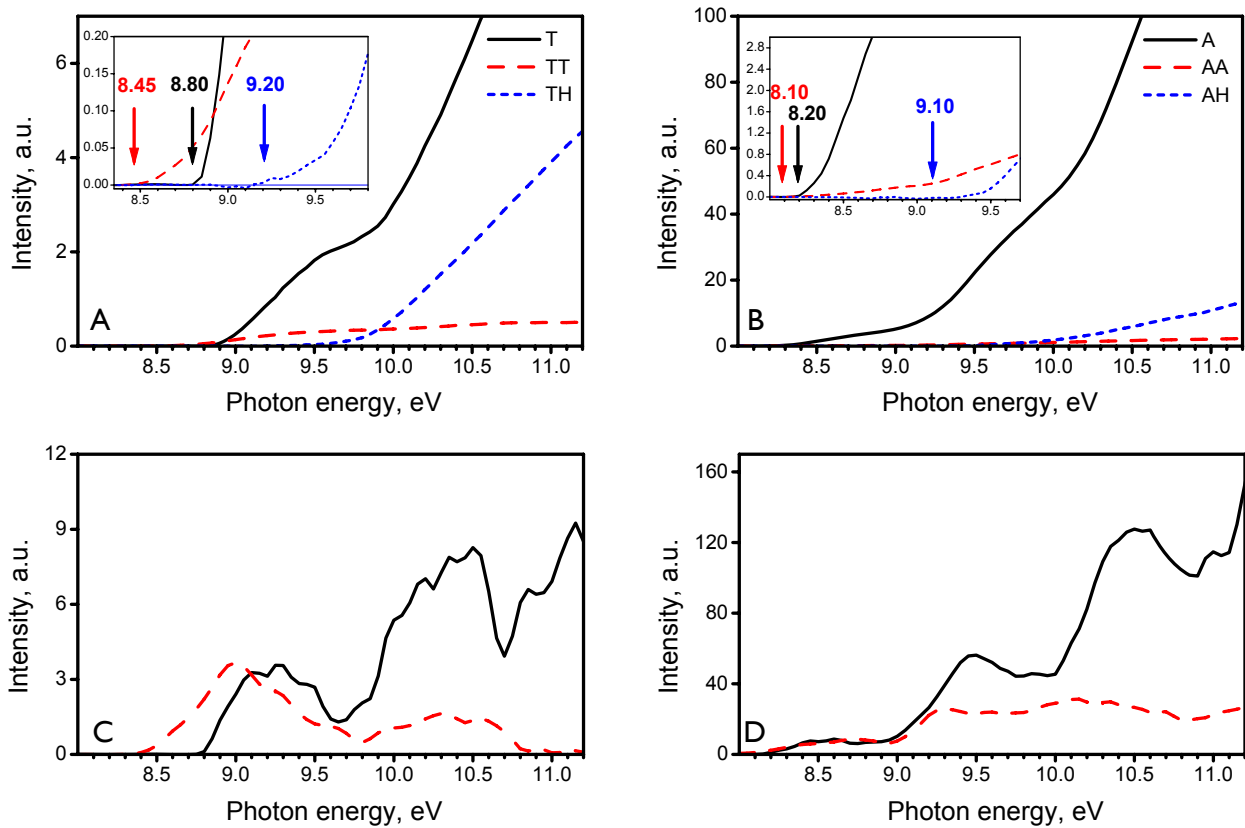 6
4
2
0
Intensity, a.u.
0.20
0.15
0.10
0.05
0.00
8.45
8.80
9.20
8.5 9.0 9.5
T
TT
TH
A
8.5 9.0 9.5 10.0 10.5 11.0
Photon energy, eV
100
80
60
40
20
0
Intensity, a.u.
2.8
2.4
2.0
1.6
1.2
0.8
0.4
0.0
8.10
8.20
9.10
8.5 9.0 9.5
A
AA
AH
B
8.5 9.0 9.5 10.0 10.5 11.0
Photon energy, eV
12
9
6
3
0
Intensity, a.u.
C
8.5 9.0 9.5 10.0 10.5 11.0
Photon energy, eV
160
120
80
40
0
Intensity, a.u.
D
8.5 9.0 9.5 10.0 10.5 11.0
Photon energy, eV